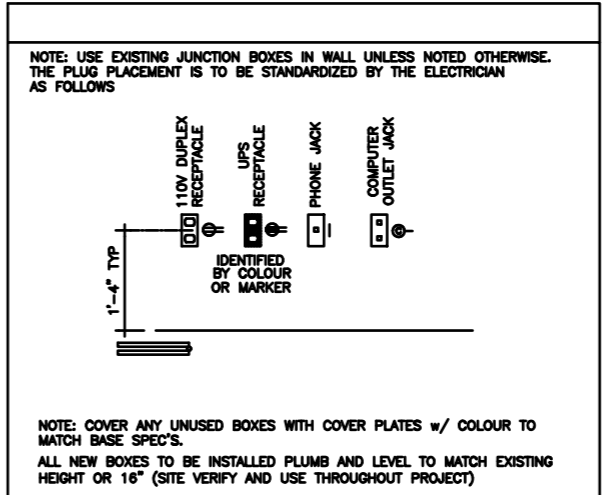 NOTE: USE EXISTING JUNCTION BOXES IN WALL UNLESS NOTED OTHERWISE.
THE PLUG PLACEMENT IS TO BE STANDARDIZED BY THE ELECTRICIAN
AS FOLLOWS
110V DUPLEX
RECEPTACLE
UPS
RECEPTACLE
PHONE JACK
COMPUTER
OUTLET JACK
C
IDENTIFIED
BY COLOUR
OR MARKER
1'-4" TYP
NOTE: COVER ANY UNUSED BOXES WITH COVER PLATES w/ COLOUR TO
MATCH BASE SPEC'S.
ALL NEW BOXES TO BE INSTALLED PLUMB AND LEVEL TO MATCH EXISTING
HEIGHT OR 16" (SITE VERIFY AND USE THROUGHOUT PROJECT)